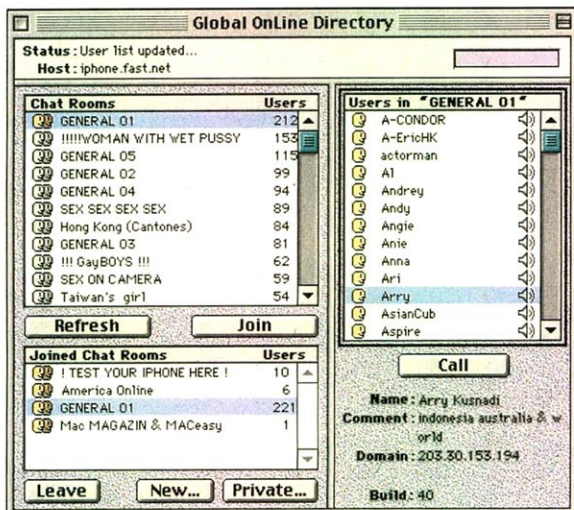 Global OnLine Directory
Status: User list updated...
Host: iphone.fast.net
Chat Rooms Users
GENERAL 01 212
!!!!!WOMAN WITH WET PUSSY 153
GENERAL 05 115
GENERAL 02 99
GENERAL 04 94
SEX SEX SEX SEX 89
Hong Kong (Cantones) 84
GENERAL 03 81
!!! GayBOYS !!! 62
SEX ON CAMERA 59
Taiwan's girl 54
Refresh Join
Joined Chat Rooms Users
! TEST YOUR IPHONE HERE ! 10
America Online 6
GENERAL 01 221
Mac MAGAZIN & MACeasy 1
Leave New... Private...
Users in "GENERAL 01"
A-CONDOR
A-EricHK
actorman
Al
Andrey
Andy
Angie
Anie
Anna
Ari
Arry
AsianCub
Aspire
Call
Name: Arry Kusnadi
Comment: indonesia australia & w
orld
Domain: 203.30.153.194
Build.: 40